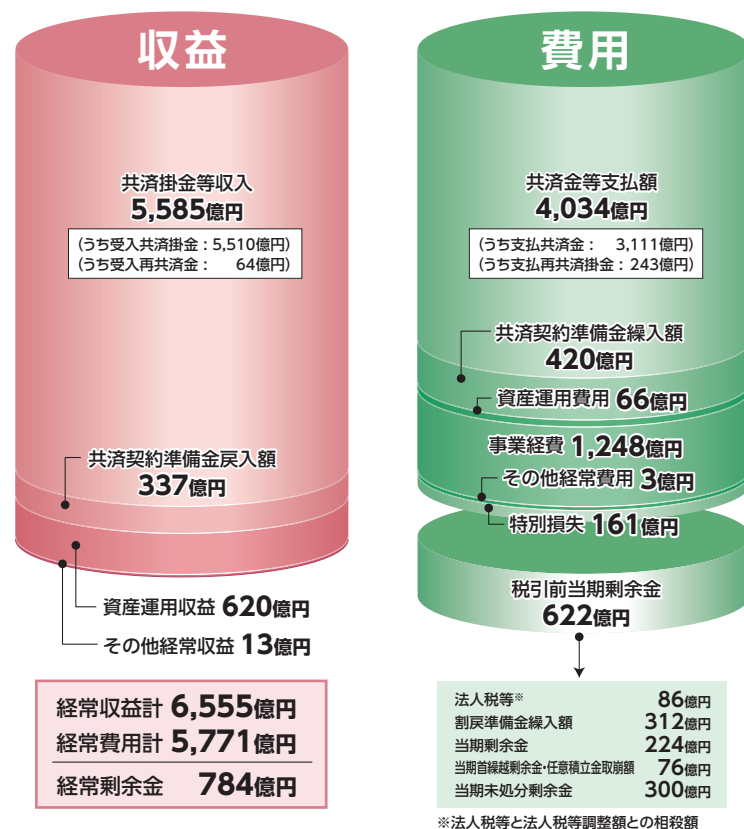 収益
共済掛金等収入
5,585億円
(うち受入共済掛金：5,510億円)
(うち受入再共済金： 64億円)
共済契約準備金戻入額
337億円
資産運用収益 620億円
その他経常収益 13億円
経常収益計 6,555億円
経常費用計 5,771億円
経常剰余金 784億円
費用
共済金等支払額
4,034億円
(うち支払共済金： 3,111億円)
(うち支払再共済掛金：243億円)
共済契約準備金繰入額
420億円
資産運用費用 66億円
事業経費 1,248億円
その他経常費用 3億円
特別損失 161億円
税引前当期剰余金
622億円
法人税等※ 86億円
割戻準備金繰入額 312億円
当期剰余金 224億円
当期首繰越剰余金・任意積立金取崩額 76億円
当期未処分剰余金 300億円
※法人税等と法人税等調整額との相殺額